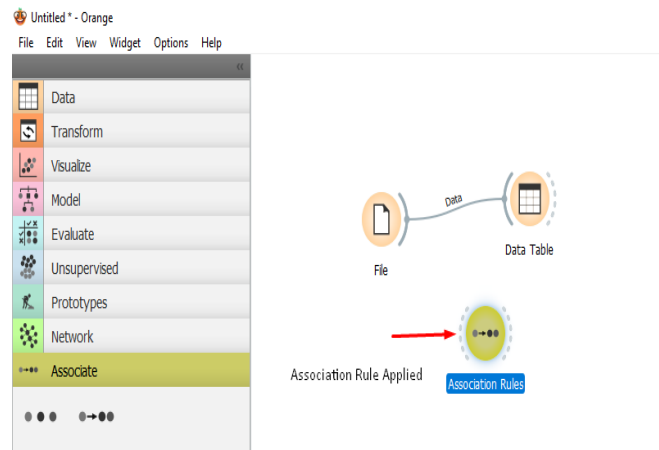 Untitled * - Orange
File Edit View Widget Options Help
Data
Transform
Visualize
Model
Evaluate
Unsupervised
Prototypes
Network
Associate
Data
File
Data Table
Association Rule Applied
Association Rules